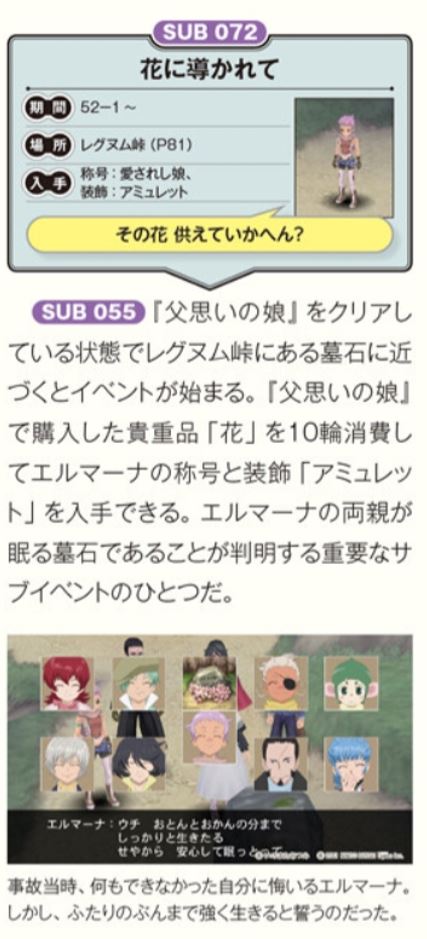 SUB 072
花に導かれて
期間 52-1～
場所 レグヌム峠(P81)
入手 称号:愛されし娘、
装飾:アミュレット
その花 供えていかへん?
SUB 055 『父思いの娘』をクリアし
ている状態でレグヌム峠にある墓石に近
づくとイベントが始まる。『父思いの娘』
で購入した貴重品「花」を10輪消費し
てエルマーナの称号と装飾「アミュレッ
ト」を入手できる。エルマーナの両親が
眠る墓石であることが判明する重要なサ
ブイベントのひとつだ。
エルマーナ:ウチ おとんとおかんの分まで
しっかりと生きたる
せやから 安心して眠っとって
事故当時、何もできなかった自分に悔いるエルマーナ。
しかし、ふたりのぶんまで強く生きると誓うのだった。